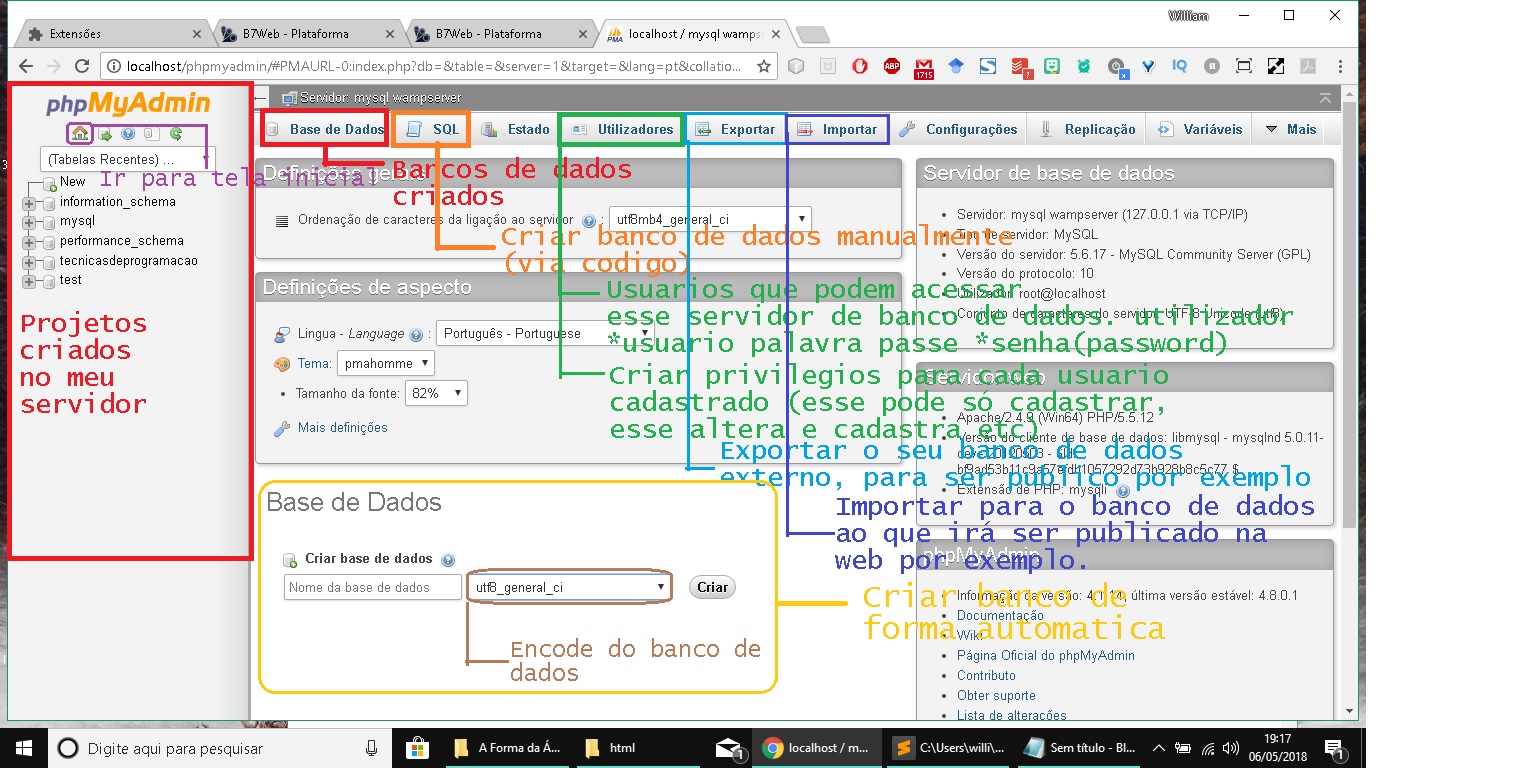 William
Extensões
B7Web - Plataforma
B7Web - Plataforma
localhost / mysql wamps
localhost/phpmyadmin/#PMAURL-0:index.php?db=&table=&server=1&target=&lang=pt&collatio...
ABP
1715
?
x
IQ
phpMyAdmin
(Tabelas Recentes) ...
Ir para tela inicial
New
information_schema
mysql
performance_schema
tecnicasdeprogramacao
test
Projetos
criados
no meu
servidor
Servidor: mysql wampserver
Base de Dados
SQL
Estado
Utilizadores
Exportar
Importar
Configurações
Replicação
Variáveis
Mais
Bancos de dados
criados
Definições gerais
Ordenação de caracteres da ligação ao servidor
:
utf8mb4_general_ci
Criar banco de dados manualmente
(via codigo)
Definições de aspecto
Lingua - Language
:
Português - Portuguese
Tema:
pmahomme
Tamanho da fonte:
82%
Mais definições
Usuarios que podem acessar
esse servidor de banco de dados. utilizador
*usuario palavra passe *senha(password)
Criar privilegios para cada usuario
cadastrado (esse pode só cadastrar,
esse altera e cadastra etc)
Exportar o seu banco de dados
externo, para ser publico por exemplo
Importar para o banco de dados
ao que irá ser publicado na
web por exemplo.
Base de Dados
Criar base de dados
Nome da base de dados
utf8_general_ci
Criar
Encode do banco de
dados
Criar banco de
forma automatica
Servidor de base de dados
Servidor: mysql wampserver (127.0.0.1 via TCP/IP)
Tipo de servidor: MySQL
Versão do servidor: 5.6.17 - MySQL Community Server (GPL)
Versão do protocolo: 10
Utilizador: root@localhost
Conjunto de caracteres do servidor: UTF-8 Unicode (utf8)
Servidor web
Apache/2.4.9 (Win64) PHP/5.5.12
Versão do cliente de base de dados: libmysql - mysqlnd 5.0.11-
Extensão de PHP: mysqli
phpMyAdmin
Informação da versão: 4.1.14, última versão estável: 4.8.0.1
Documentação
Wiki
Página Oficial do phpMyAdmin
Contributo
Obter suporte
Lista de alterações
Digite aqui para pesquisar
A Forma da Á...
html
1
localhost / m...
C:\Users\willi...
Sem título - Bl...
19:17
06/05/2018
1